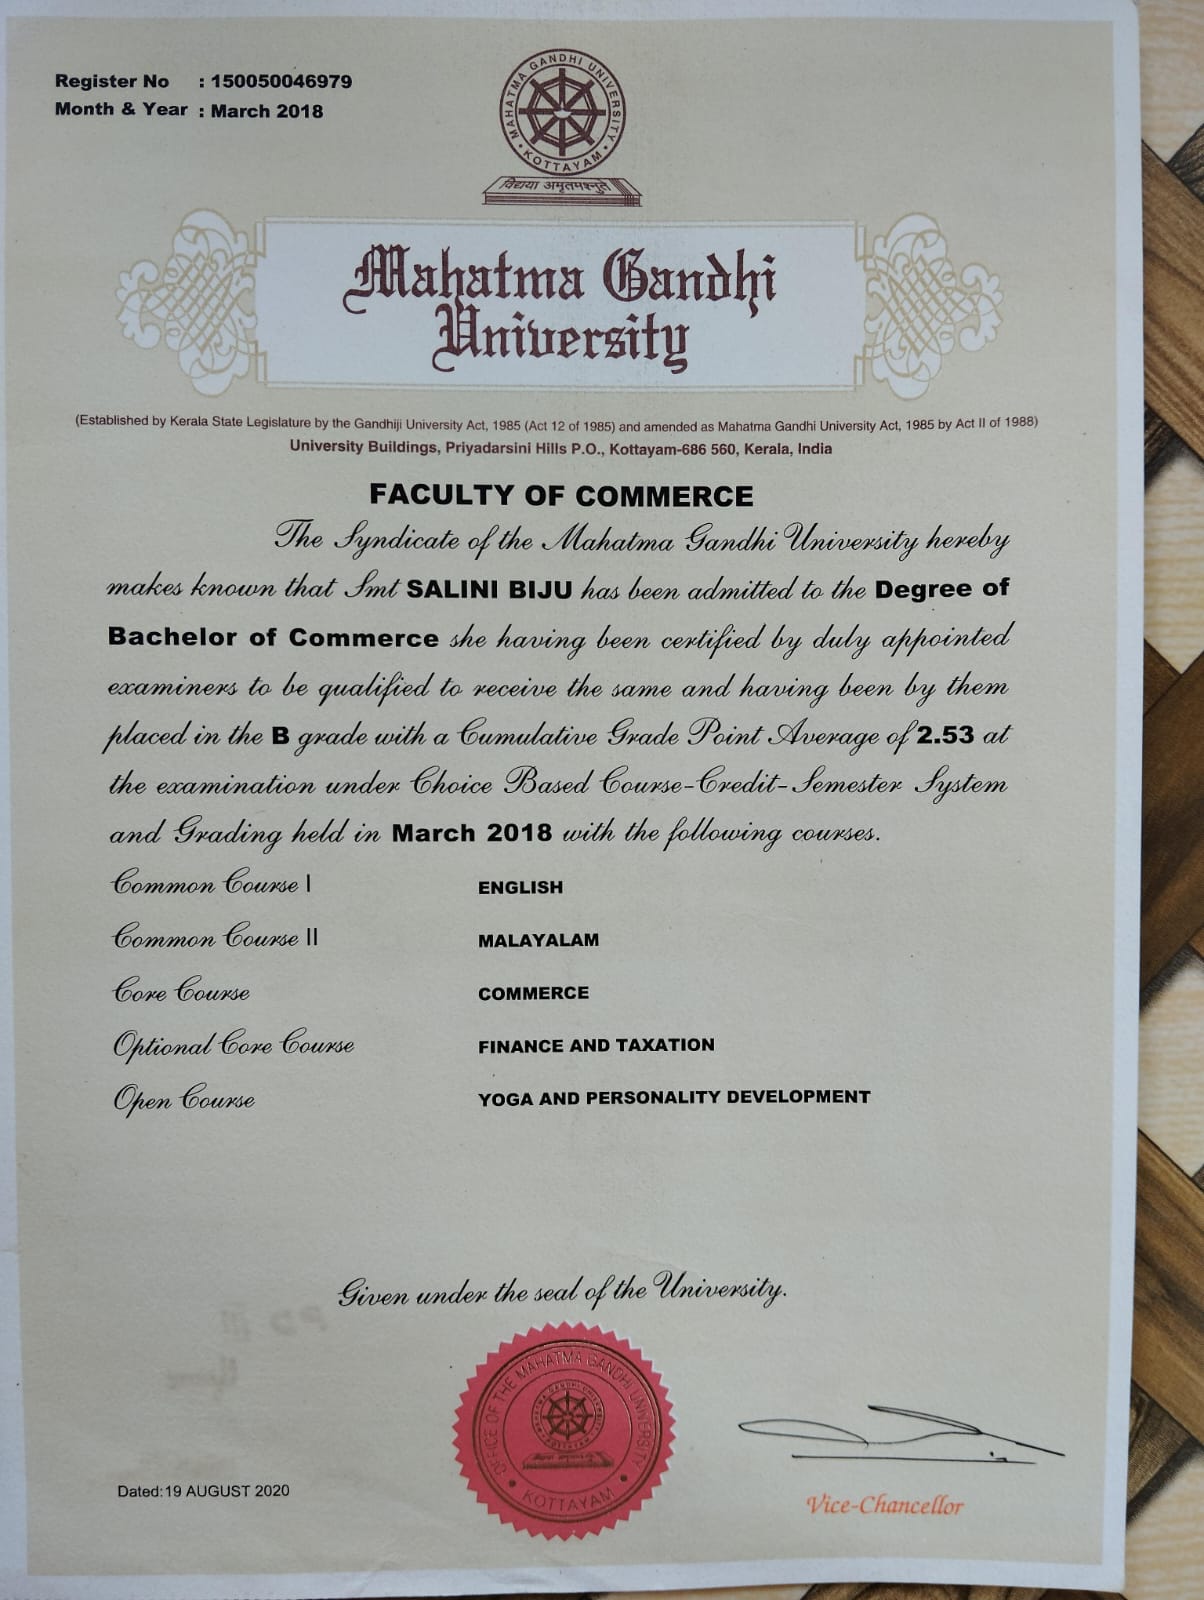 Register No : 150050046979
Month & Year : March 2018
MAHATMA GANDHI UNIVERSITY
KOTTAYAM
विद्यया अमृतमश्नुते
Mahatma Gandhi
University
(Established by Kerala State Legislature by the Gandhiji University Act, 1985 (Act 12 of 1985) and amended as Mahatma Gandhi University Act, 1985 by Act II of 1988)
University Buildings, Priyadarsini Hills P.O., Kottayam-686 560, Kerala, India
FACULTY OF COMMERCE
The Syndicate of the Mahatma Gandhi University hereby
makes known that Smt SALINI BIJU has been admitted to the Degree of
Bachelor of Commerce she having been certified by duly appointed
examiners to be qualified to receive the same and having been by them
placed in the B grade with a Cumulative Grade Point Average of 2.53 at
the examination under Choice Based Course-Credit-Semester System
and Grading held in March 2018 with the following courses.
Common Course I ENGLISH
Common Course II MALAYALAM
Core Course COMMERCE
Optional Core Course FINANCE AND TAXATION
Open Course YOGA AND PERSONALITY DEVELOPMENT
Given under the seal of the University.
OFFICE OF THE MAHATMA GANDHI UNIVERSITY
KOTTAYAM
Dated:19 AUGUST 2020
Vice-Chancellor